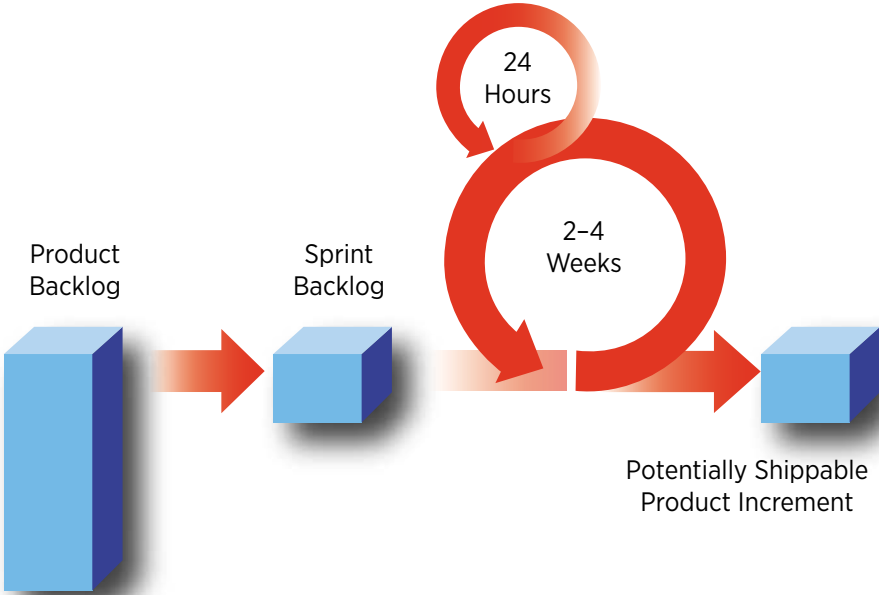 24
Hours
2–4
Weeks
Product
Backlog
Sprint
Backlog
Potentially Shippable
Product Increment